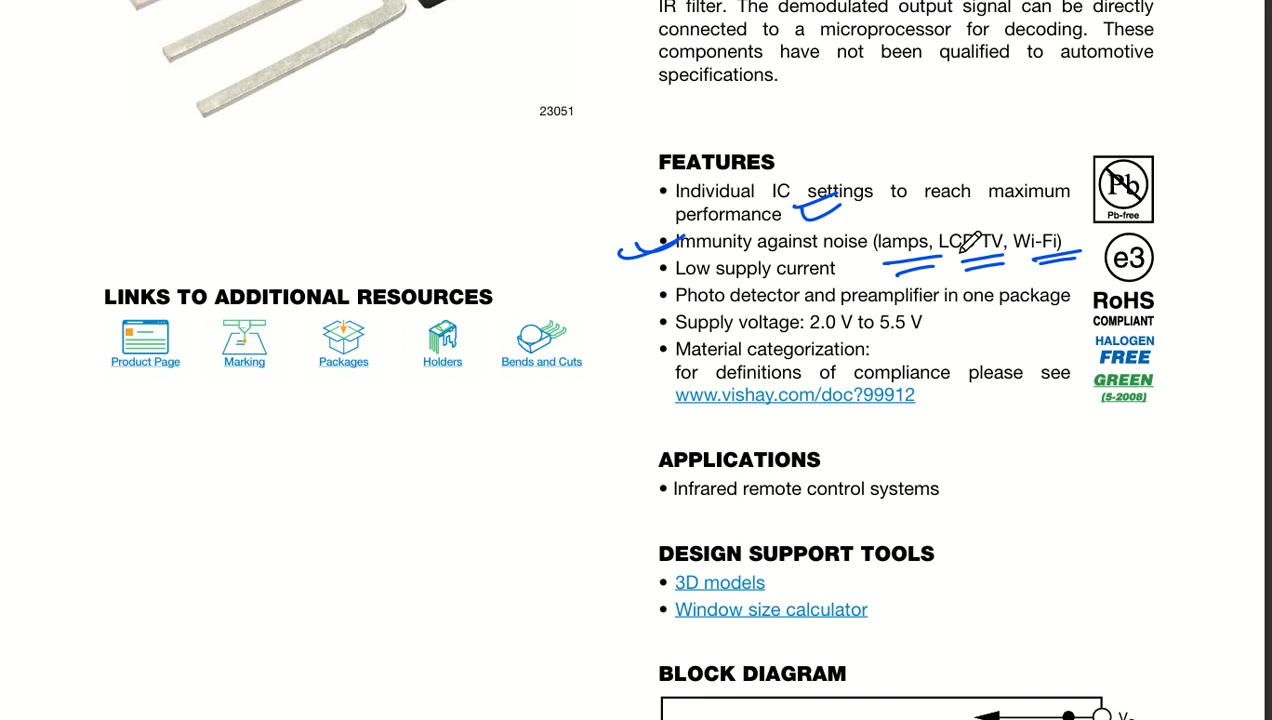 IR filter. The demodulated output signal can be directly
connected to a microprocessor for decoding. These
components have not been qualified to automotive
specifications.
23051
FEATURES
• Individual IC settings to reach maximum
performance
• Immunity against noise (lamps, LCD TV, Wi-Fi)
• Low supply current
• Photo detector and preamplifier in one package
• Supply voltage: 2.0 V to 5.5 V
• Material categorization:
for definitions of compliance please see
www.vishay.com/doc?99912
Pb
Pb-free
e3
RoHS
COMPLIANT
HALOGEN
FREE
GREEN
(5-2008)
LINKS TO ADDITIONAL RESOURCES
Product Page
Marking
Packages
Holders
Bends and Cuts
APPLICATIONS
• Infrared remote control systems
DESIGN SUPPORT TOOLS
• 3D models
• Window size calculator
BLOCK DIAGRAM